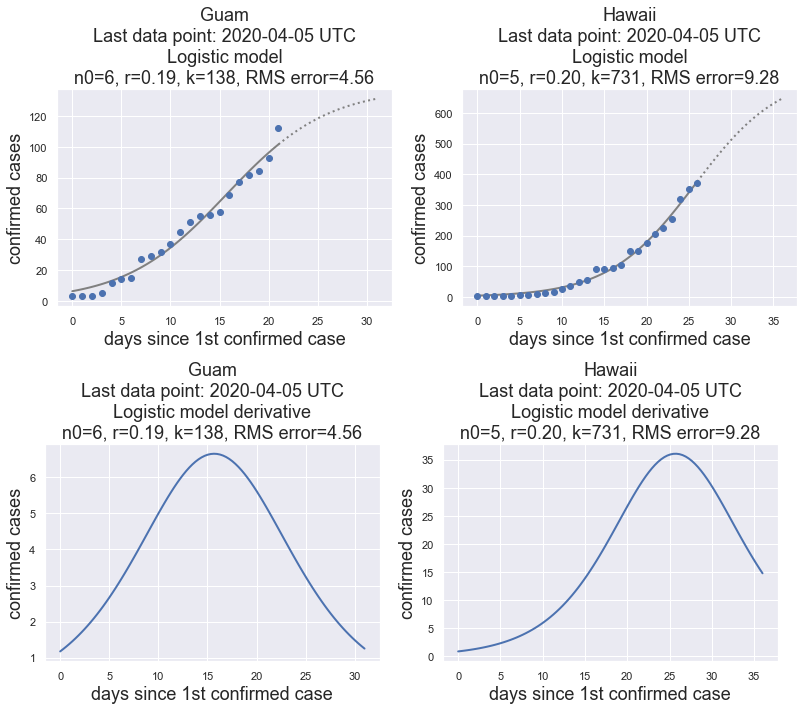 Guam
Last data point: 2020-04-05 UTC
Logistic model
n0=6, r=0.19, k=138, RMS error=4.56
120
100
80
60
40
20
0
confirmed cases
0 5 10 15 20 25 30
days since 1st confirmed case
Hawaii
Last data point: 2020-04-05 UTC
Logistic model
n0=5, r=0.20, k=731, RMS error=9.28
600
500
400
300
200
100
0
confirmed cases
0 5 10 15 20 25 30 35
days since 1st confirmed case
Guam
Last data point: 2020-04-05 UTC
Logistic model derivative
n0=6, r=0.19, k=138, RMS error=4.56
6
5
4
3
2
1
confirmed cases
0 5 10 15 20 25 30
days since 1st confirmed case
Hawaii
Last data point: 2020-04-05 UTC
Logistic model derivative
n0=5, r=0.20, k=731, RMS error=9.28
35
30
25
20
15
10
5
0
confirmed cases
0 5 10 15 20 25 30 35
days since 1st confirmed case